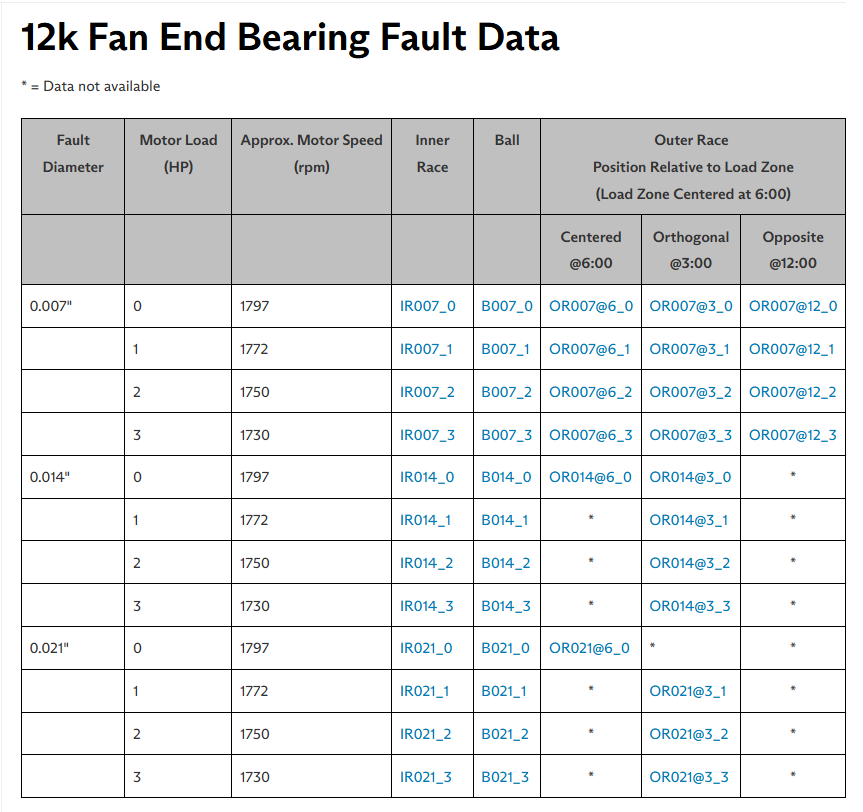 12k Fan End Bearing Fault Data
* = Data not available
Fault Diameter Motor Load (HP) Approx. Motor Speed (rpm) Inner Race Ball Outer Race Position Relative to Load Zone (Load Zone Centered at 6:00)
Centered @6:00 Orthogonal @3:00 Opposite @12:00
0.007" 0 1797 IR007_0 B007_0 OR007@6_0 OR007@3_0 OR007@12_0
1 1772 IR007_1 B007_1 OR007@6_1 OR007@3_1 OR007@12_1
2 1750 IR007_2 B007_2 OR007@6_2 OR007@3_2 OR007@12_2
3 1730 IR007_3 B007_3 OR007@6_3 OR007@3_3 OR007@12_3
0.014" 0 1797 IR014_0 B014_0 OR014@6_0 OR014@3_0 *
1 1772 IR014_1 B014_1 * OR014@3_1 *
2 1750 IR014_2 B014_2 * OR014@3_2 *
3 1730 IR014_3 B014_3 * OR014@3_3 *
0.021" 0 1797 IR021_0 B021_0 OR021@6_0 * *
1 1772 IR021_1 B021_1 * OR021@3_1 *
2 1750 IR021_2 B021_2 * OR021@3_2 *
3 1730 IR021_3 B021_3 * OR021@3_3 *